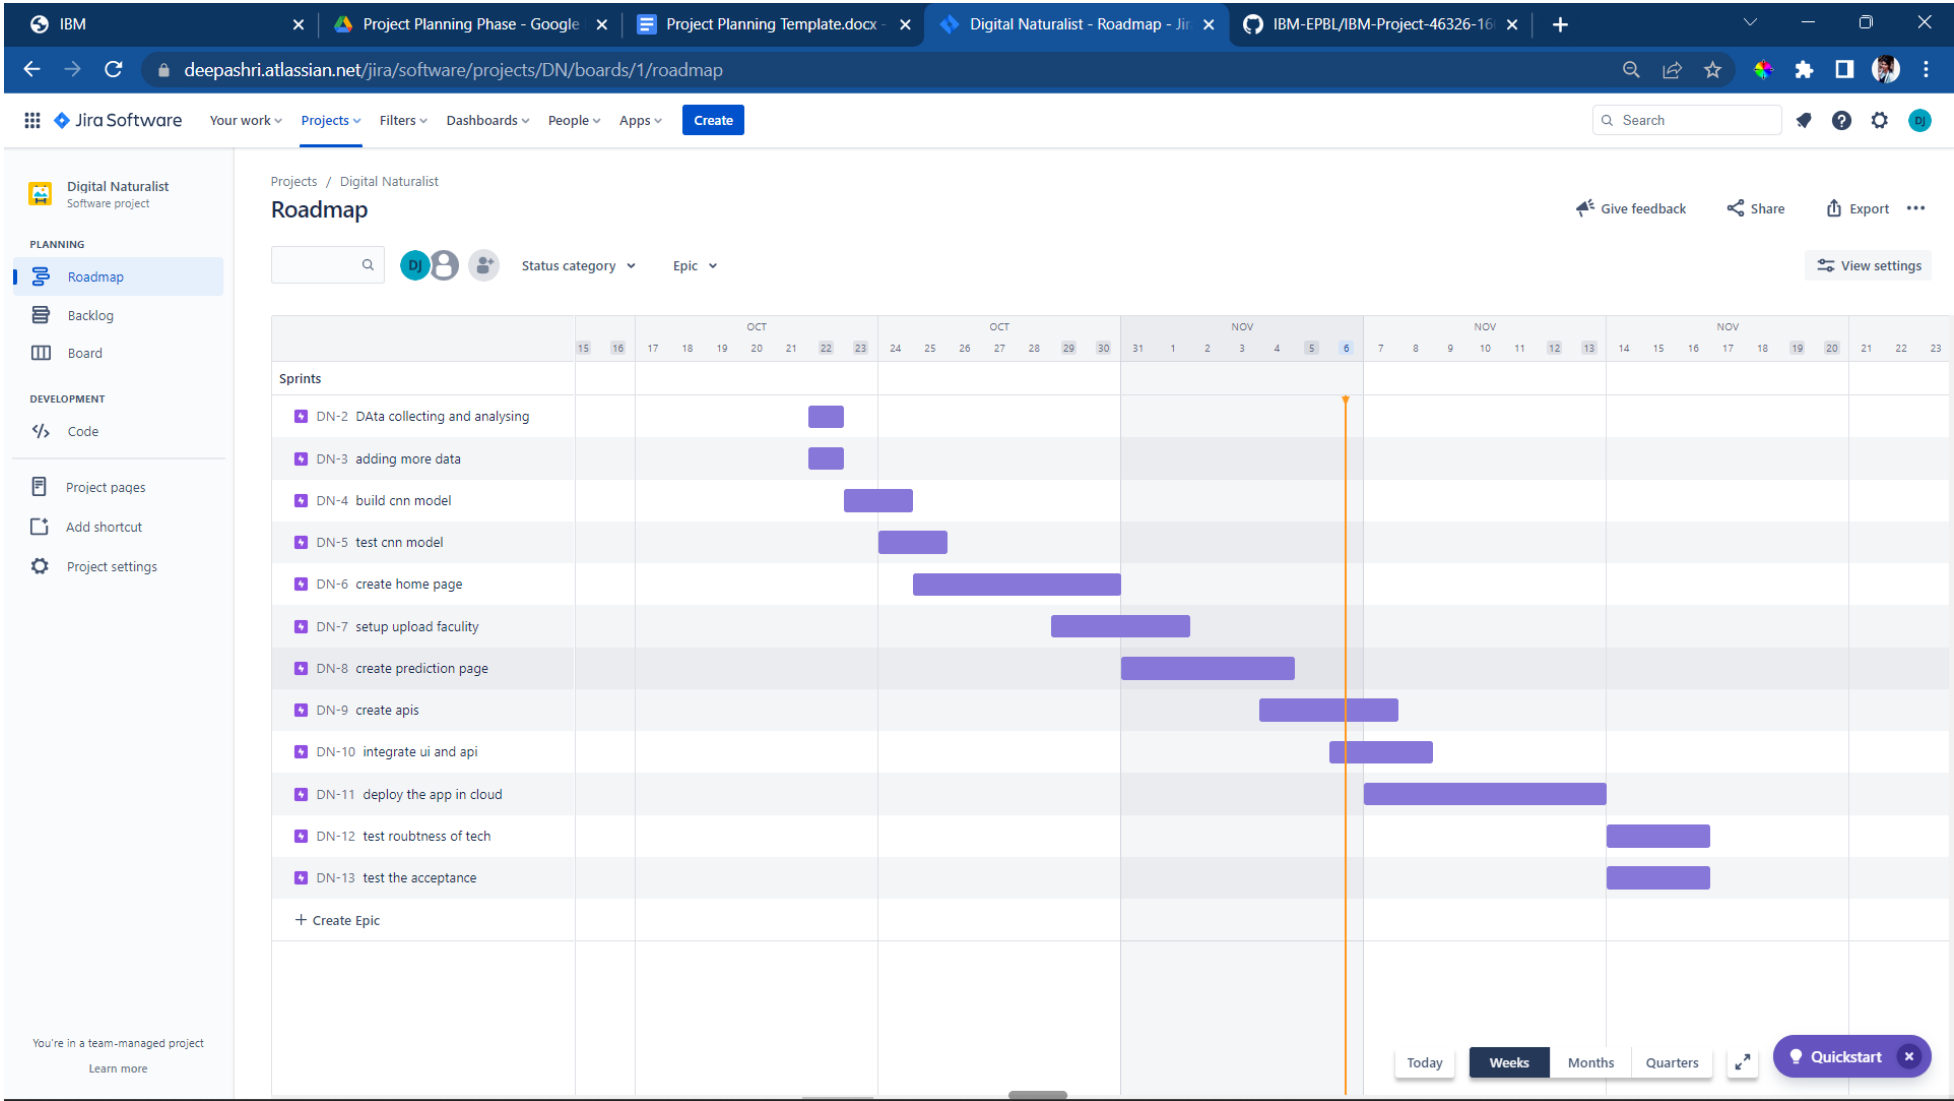 IBM
Project Planning Phase - Google
Project Planning Template.docx -
Digital Naturalist - Roadmap - Jir
IBM-EPBL/IBM-Project-46326-16
deepashri.atlassian.net/jira/software/projects/DN/boards/1/roadmap
Jira Software Your work Projects Filters Dashboards People Apps Create Search DJ
Digital Naturalist
Software project
PLANNING
Roadmap
Backlog
Board
DEVELOPMENT
Code
Project pages
Add shortcut
Project settings
You're in a team-managed project
Learn more
Projects / Digital Naturalist
Roadmap
Give feedback Share Export
DJ Status category Epic View settings
OCT OCT NOV NOV NOV
15 16 17 18 19 20 21 22 23 24 25 26 27 28 29 30 31 1 2 3 4 5 6 7 8 9 10 11 12 13 14 15 16 17 18 19 20 21 22 23
Sprints
DN-2 DAta collecting and analysing
DN-3 adding more data
DN-4 build cnn model
DN-5 test cnn model
DN-6 create home page
DN-7 setup upload faculity
DN-8 create prediction page
DN-9 create apis
DN-10 integrate ui and api
DN-11 deploy the app in cloud
DN-12 test roubtness of tech
DN-13 test the acceptance
+ Create Epic
Today Weeks Months Quarters Quickstart